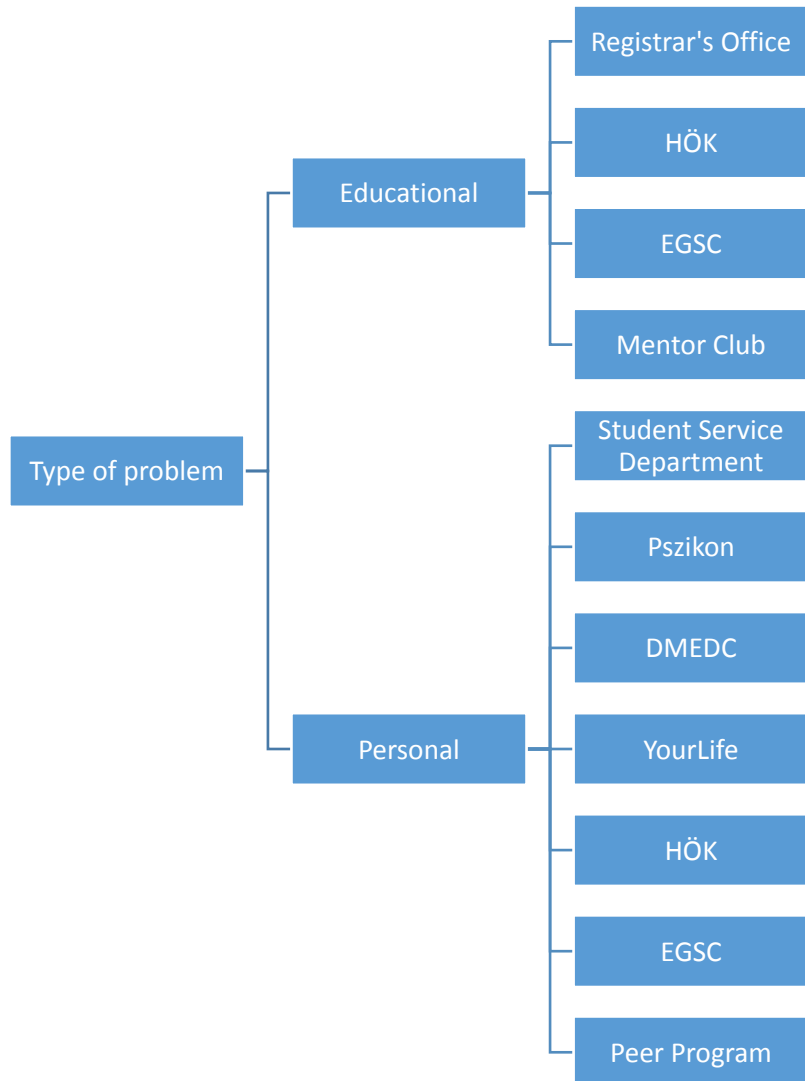 Registrar's Office
HÖK
Educational
EGSC
Mentor Club
Student Service
Department
Type of problem
Pszikon
DMEDC
Personal
YourLife
HÖK
EGSC
Peer Program